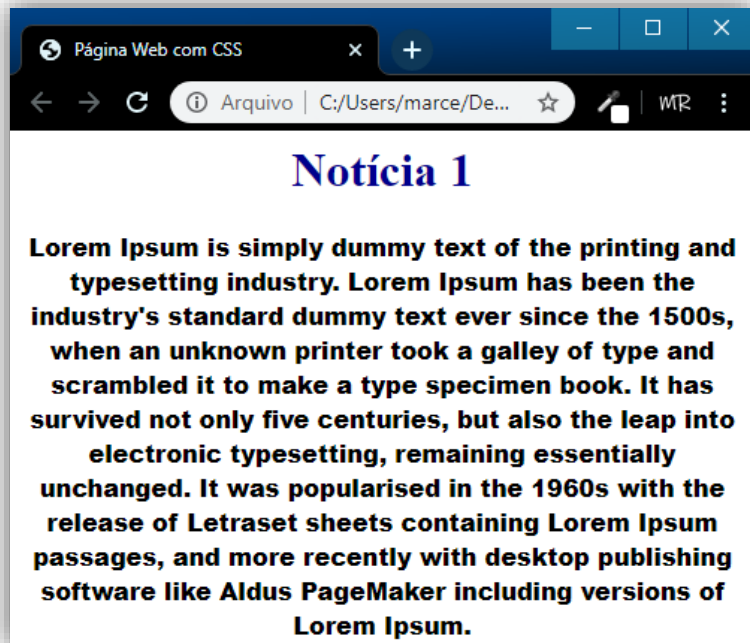 Página Web com CSS
Arquivo | C:/Users/marce/De... MR
Notícia 1
Lorem Ipsum is simply dummy text of the printing and
typesetting industry. Lorem Ipsum has been the
industry's standard dummy text ever since the 1500s,
when an unknown printer took a galley of type and
scrambled it to make a type specimen book. It has
survived not only five centuries, but also the leap into
electronic typesetting, remaining essentially
unchanged. It was popularised in the 1960s with the
release of Letraset sheets containing Lorem Ipsum
passages, and more recently with desktop publishing
software like Aldus PageMaker including versions of
Lorem Ipsum.